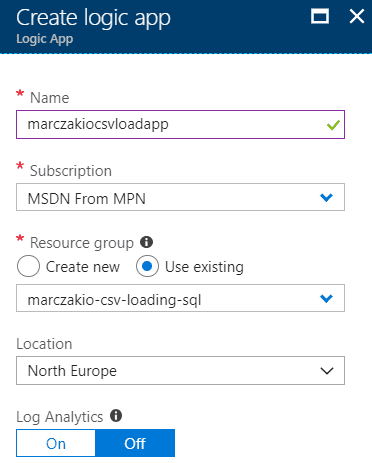 Create logic app
Logic App
* Name
marczakiocsvloadapp
* Subscription
MSDN From MPN
* Resource group
Create new Use existing
marczakio-csv-loading-sql
Location
North Europe
Log Analytics
On Off